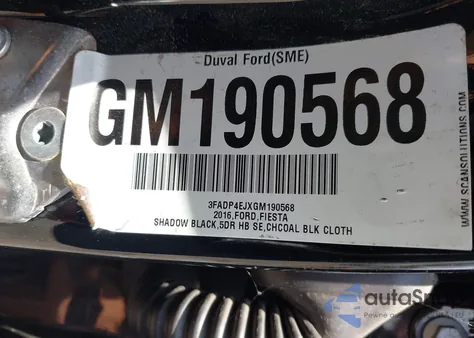 Duval Ford(SME)
GM190568
3FADP4EJXGM190568
2016,FORD,FIESTA
SHADOW BLACK,5DR HB SE,CHCOAL BLK CLOTH
WWW.SCANSOLUTIONS.COM